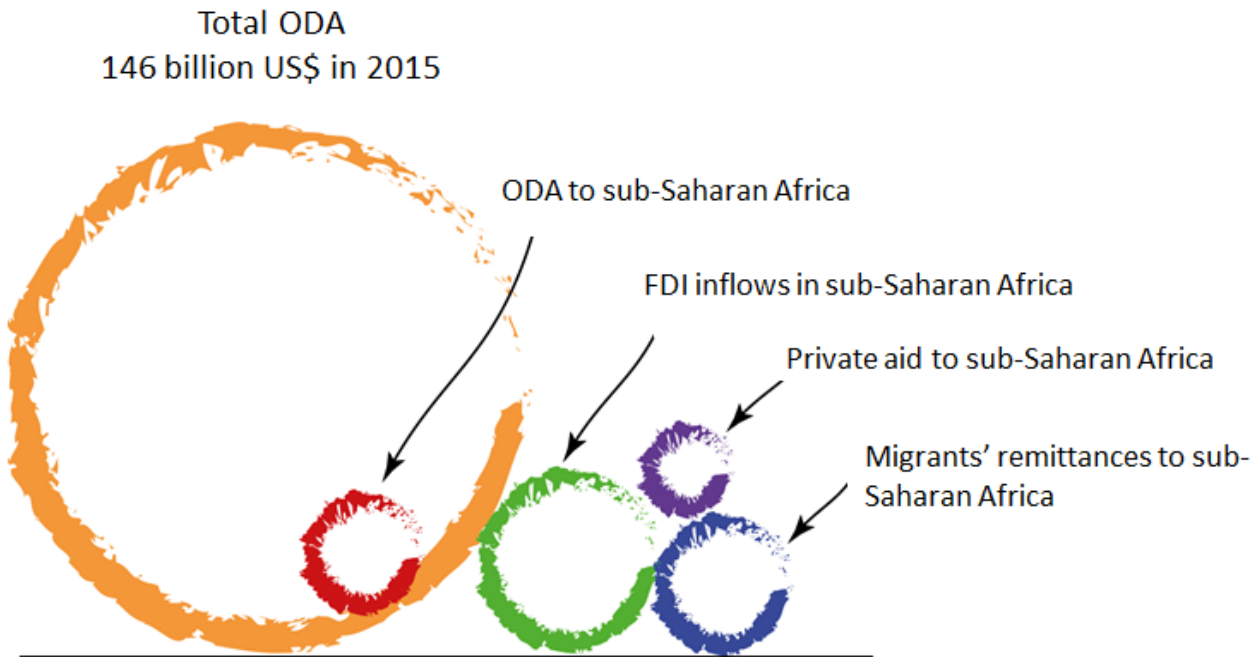 Total ODA
146 billion US$ in 2015
ODA to sub-Saharan Africa
FDI inflows in sub-Saharan Africa
Private aid to sub-Saharan Africa
Migrants’ remittances to sub-
Saharan Africa